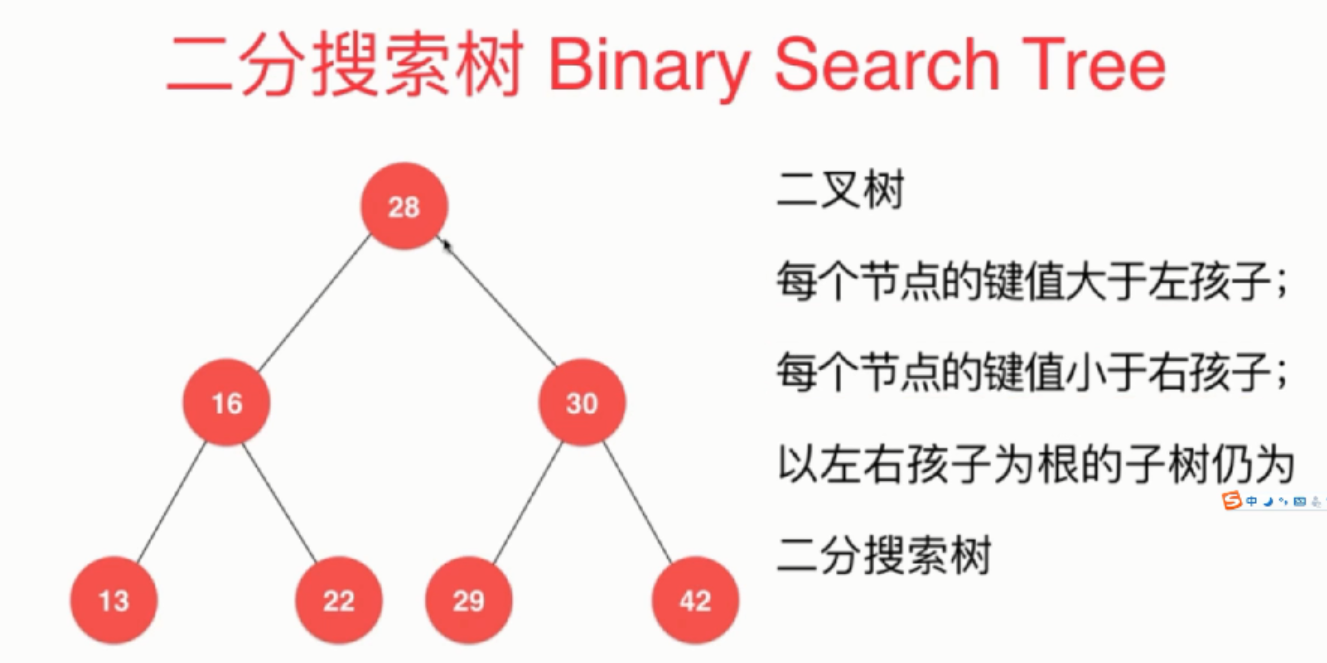 二分搜索树 Binary Search Tree
28
16
30
13
22
29
42
二叉树
每个节点的键值大于左孩子；
每个节点的键值小于右孩子；
以左右孩子为根的子树仍为
二分搜索树
S中